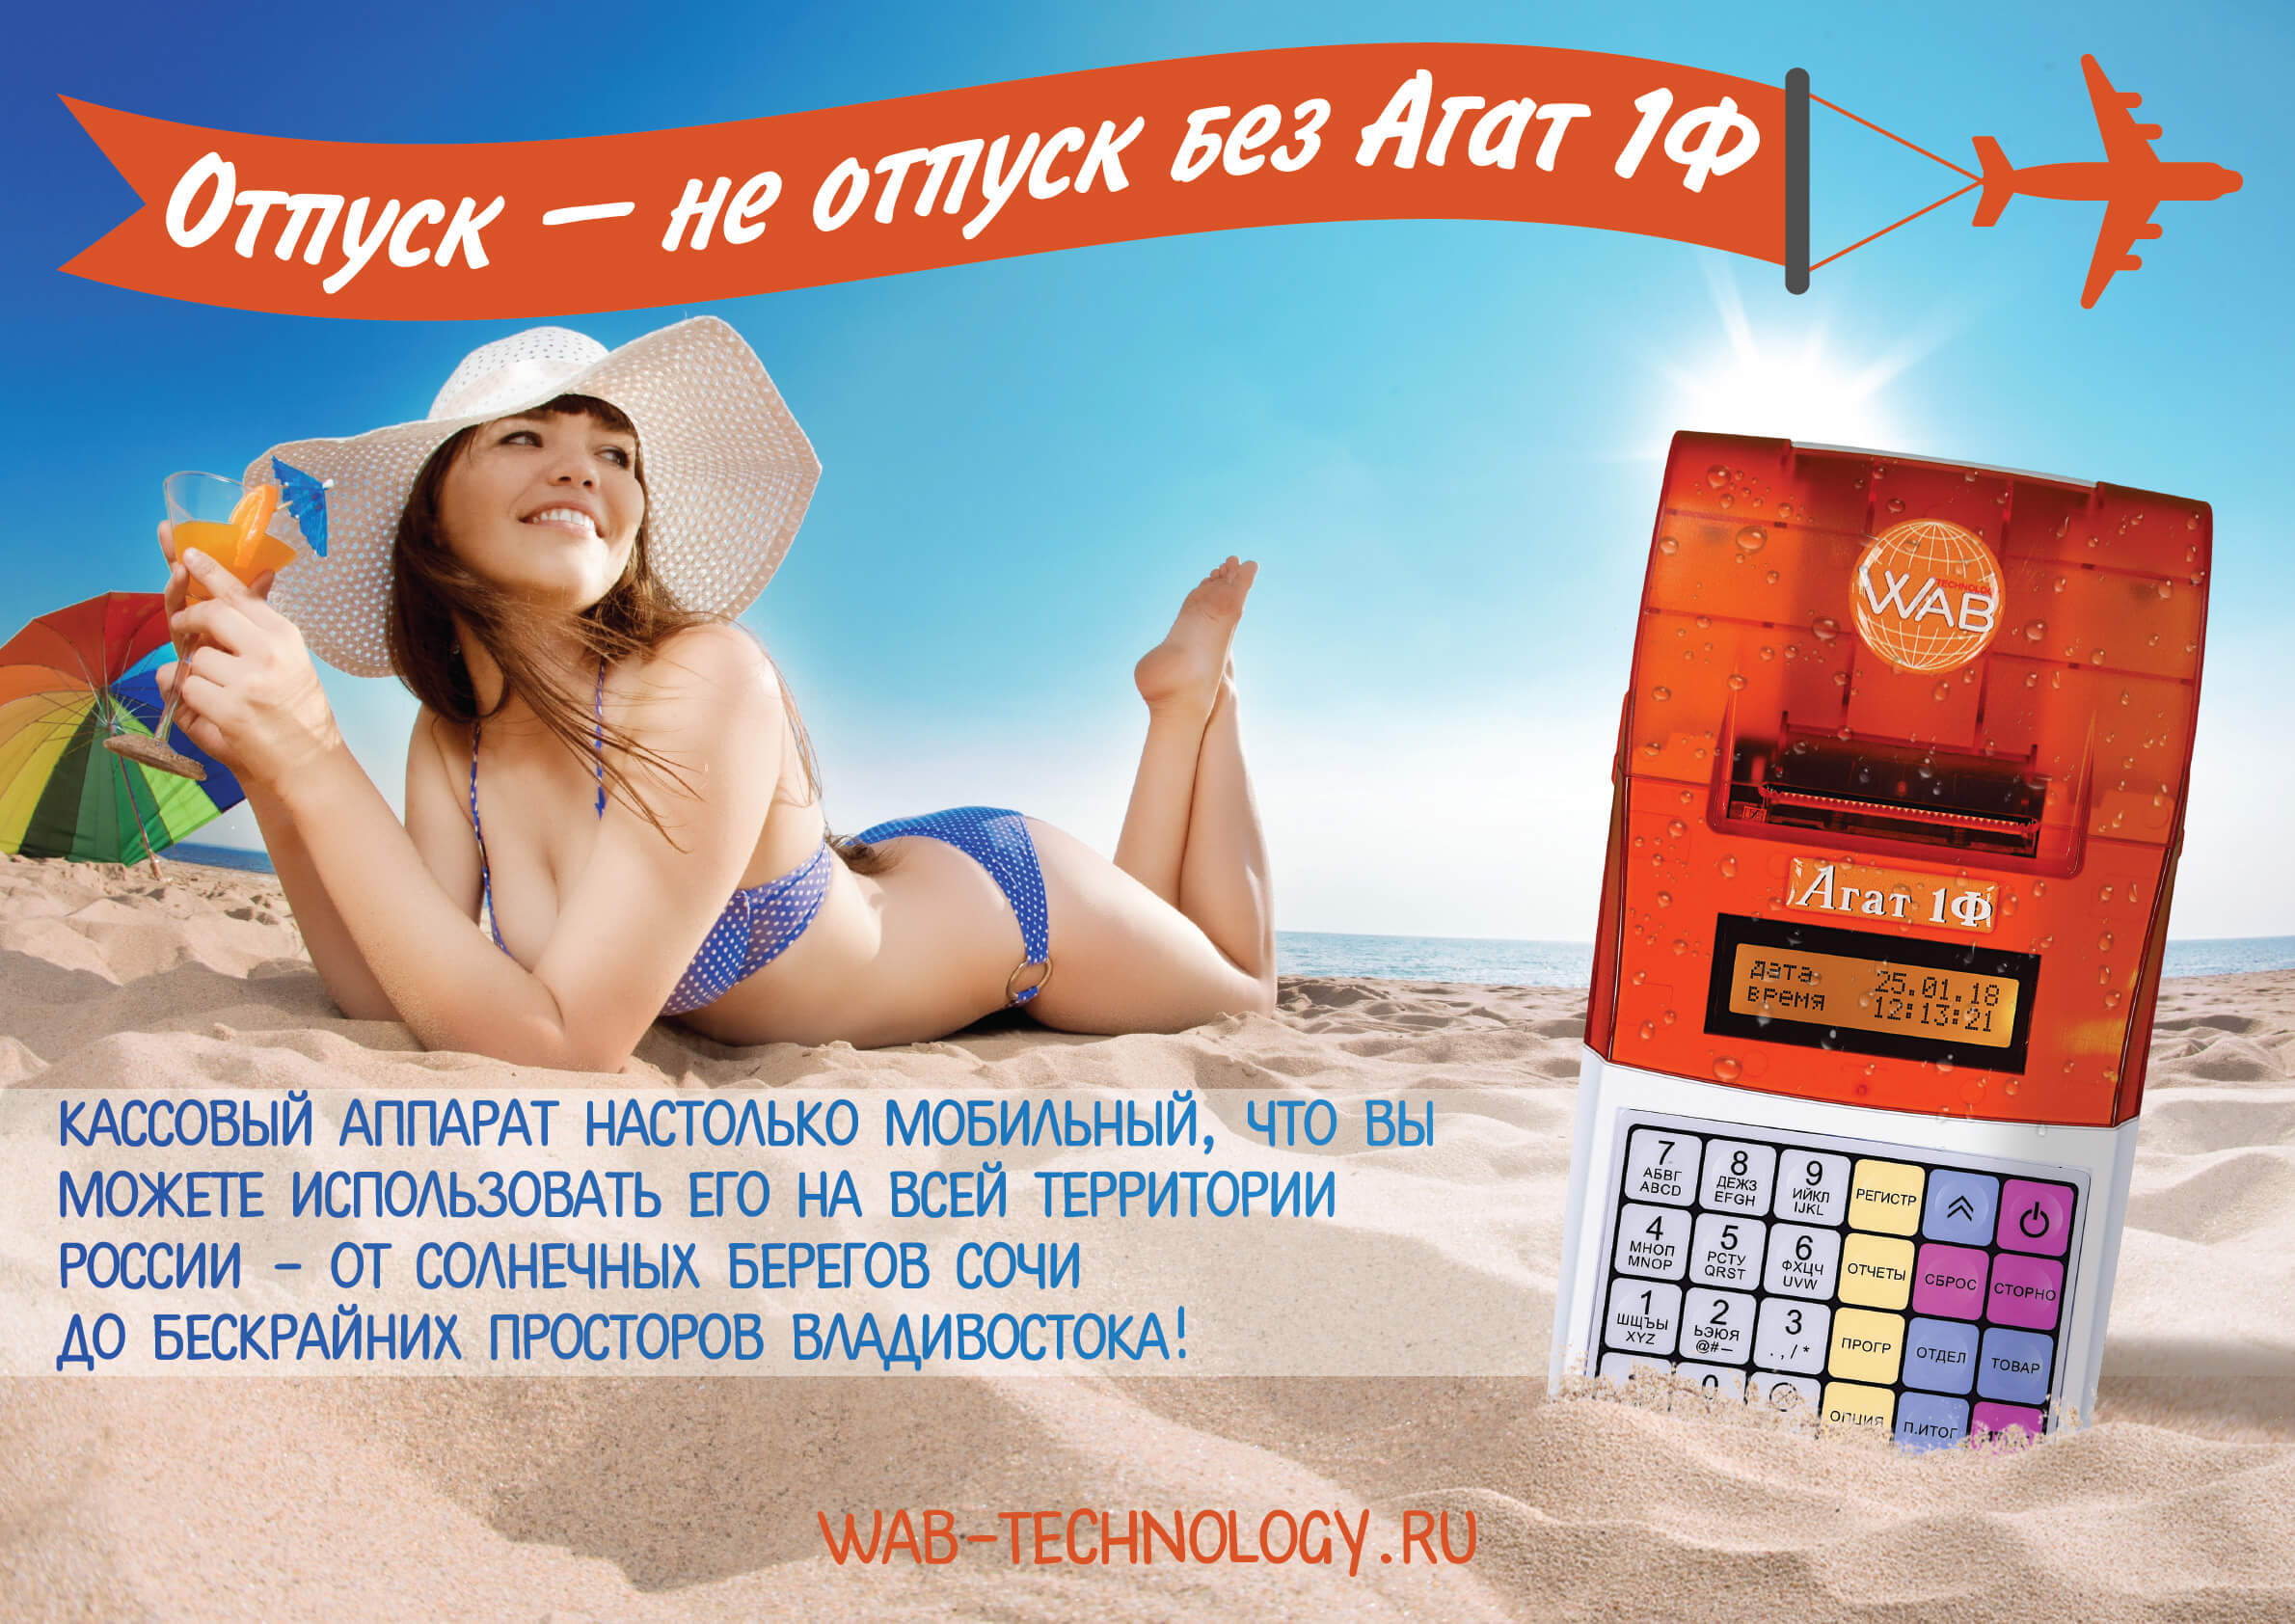 Отпуск — не отпуск без Агат 1Ф
TECHNOLOGY
WAB
Агат 1Ф
дата 25.01.18
время 12:13:21
КАССОВЫЙ АППАРАТ НАСТОЛЬКО МОБИЛЬНЫЙ, ЧТО ВЫ
МОЖЕТЕ ИСПОЛЬЗОВАТЬ ЕГО НА ВСЕЙ ТЕРРИТОРИИ
РОССИИ - ОТ СОЛНЕЧНЫХ БЕРЕГОВ СОЧИ
ДО БЕСКРАЙНИХ ПРОСТОРОВ ВЛАДИВОСТОКА!
7 8 9
АБВГ ДЕЖЗ ИЙКЛ РЕГИСТР
ABCD EFGH IJKL
4 5 6
МНОП РСТУ ФХЦЧ ОТЧЕТЫ СБРОС СТОРНО
MNOP QRST UVW
1 2 3
ШЩЪЫ ЬЭЮЯ . , / * ПРОГР ОТДЕЛ ТОВАР
XYZ @#–
0 ОПЦИЯ П.ИТОГ
WAB-TECHNOLOGY.RU